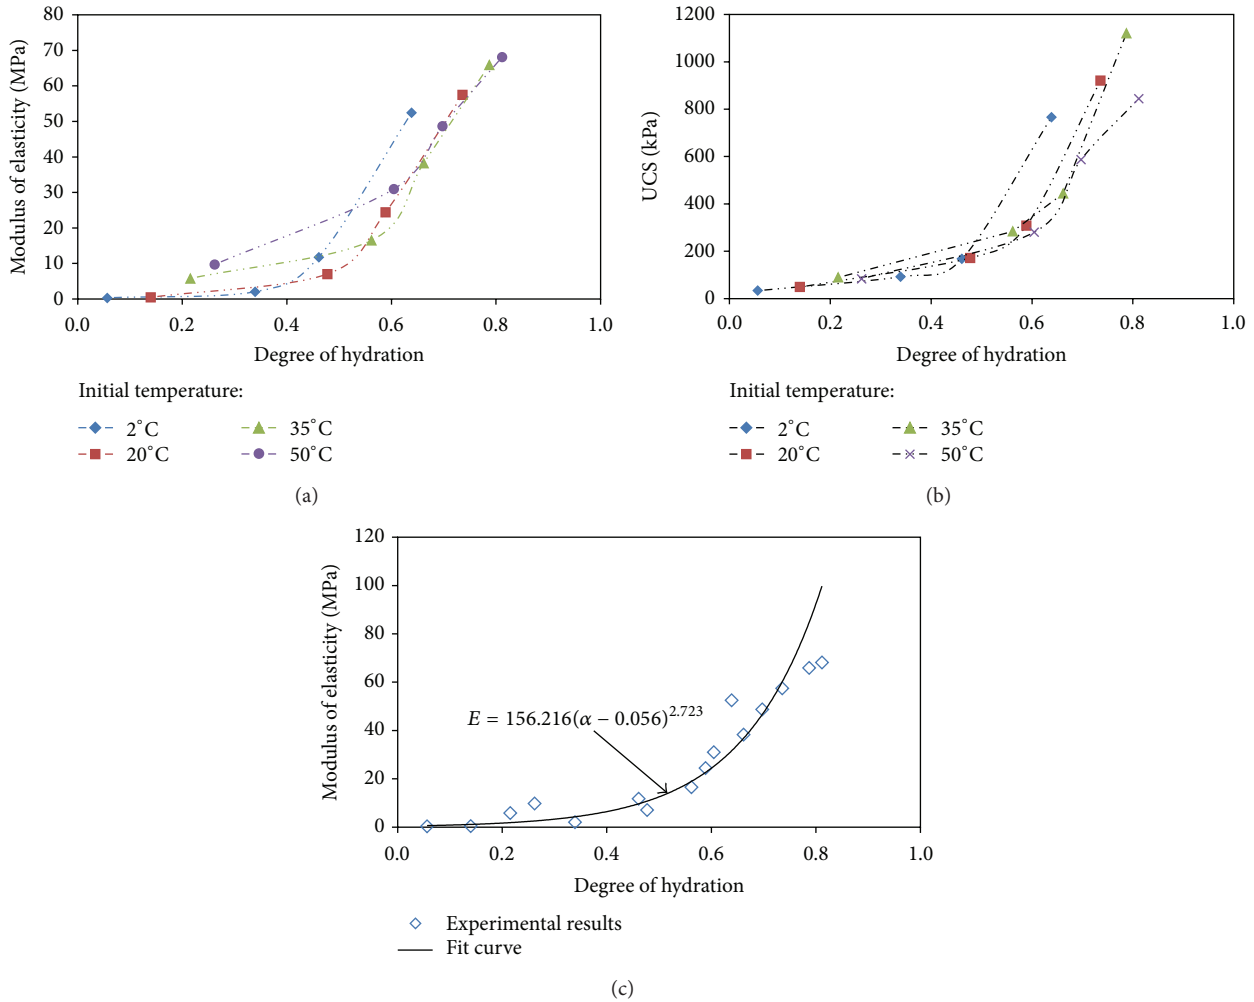 80
70
60
50
40
30
20
10
0
Modulus of elasticity (MPa)
0.0 0.2 0.4 0.6 0.8 1.0
Degree of hydration
Initial temperature:
2°C 35°C
20°C 50°C
(a)
1200
1000
800
600
400
200
0
UCS (kPa)
0.0 0.2 0.4 0.6 0.8 1.0
Degree of hydration
Initial temperature:
2°C 35°C
20°C 50°C
(b)
120
100
80
60
40
20
0
Modulus of elasticity (MPa)
E = 156.216(α − 0.056)^2.723
0.0 0.2 0.4 0.6 0.8 1.0
Degree of hydration
Experimental results
Fit curve
(c)